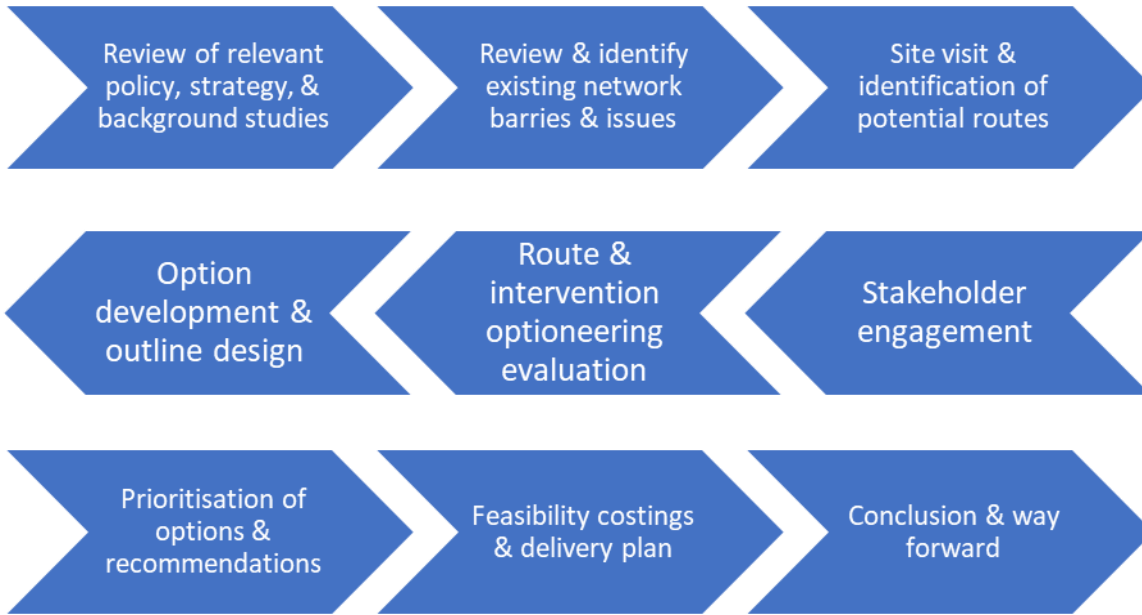 Review of relevant
policy, strategy, &
background studies
Review & identify
existing network
barries & issues
Site visit &
identification of
potential routes
Stakeholder
engagement
Route &
intervention
optioneering
evaluation
Option
development &
outline design
Prioritisation of
options &
recommendations
Feasibility costings
& delivery plan
Conclusion & way
forward